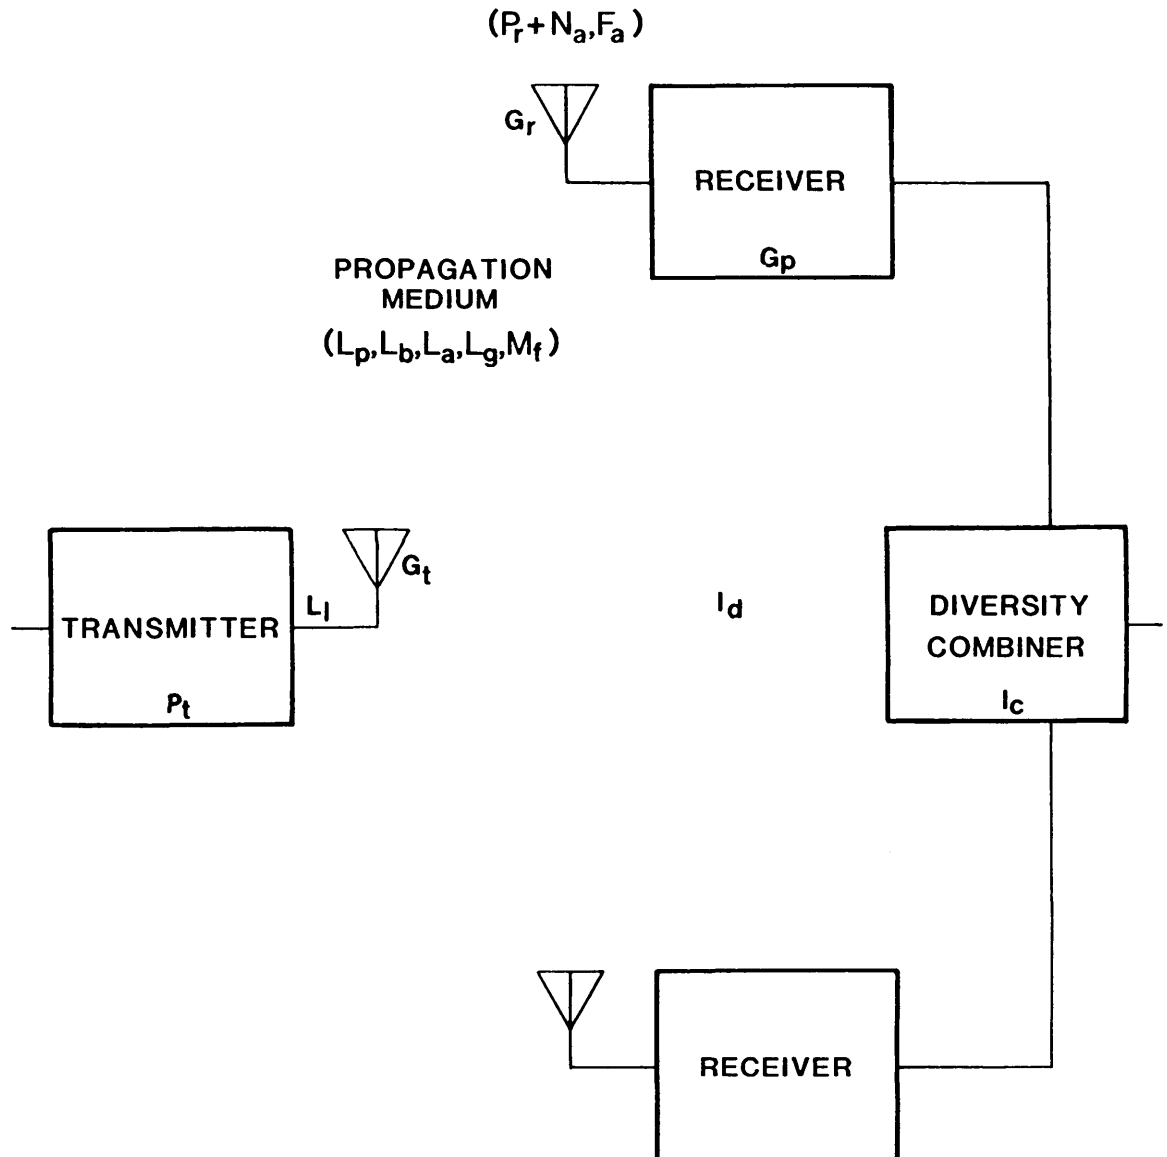 (Pr+Na,Fa)
Gr
RECEIVER
Gp
PROPAGATION
MEDIUM
(Lp,Lb,La,Lg,Mf)
Gt
Ll
TRANSMITTER
Pt
Id
DIVERSITY
COMBINER
Ic
RECEIVER